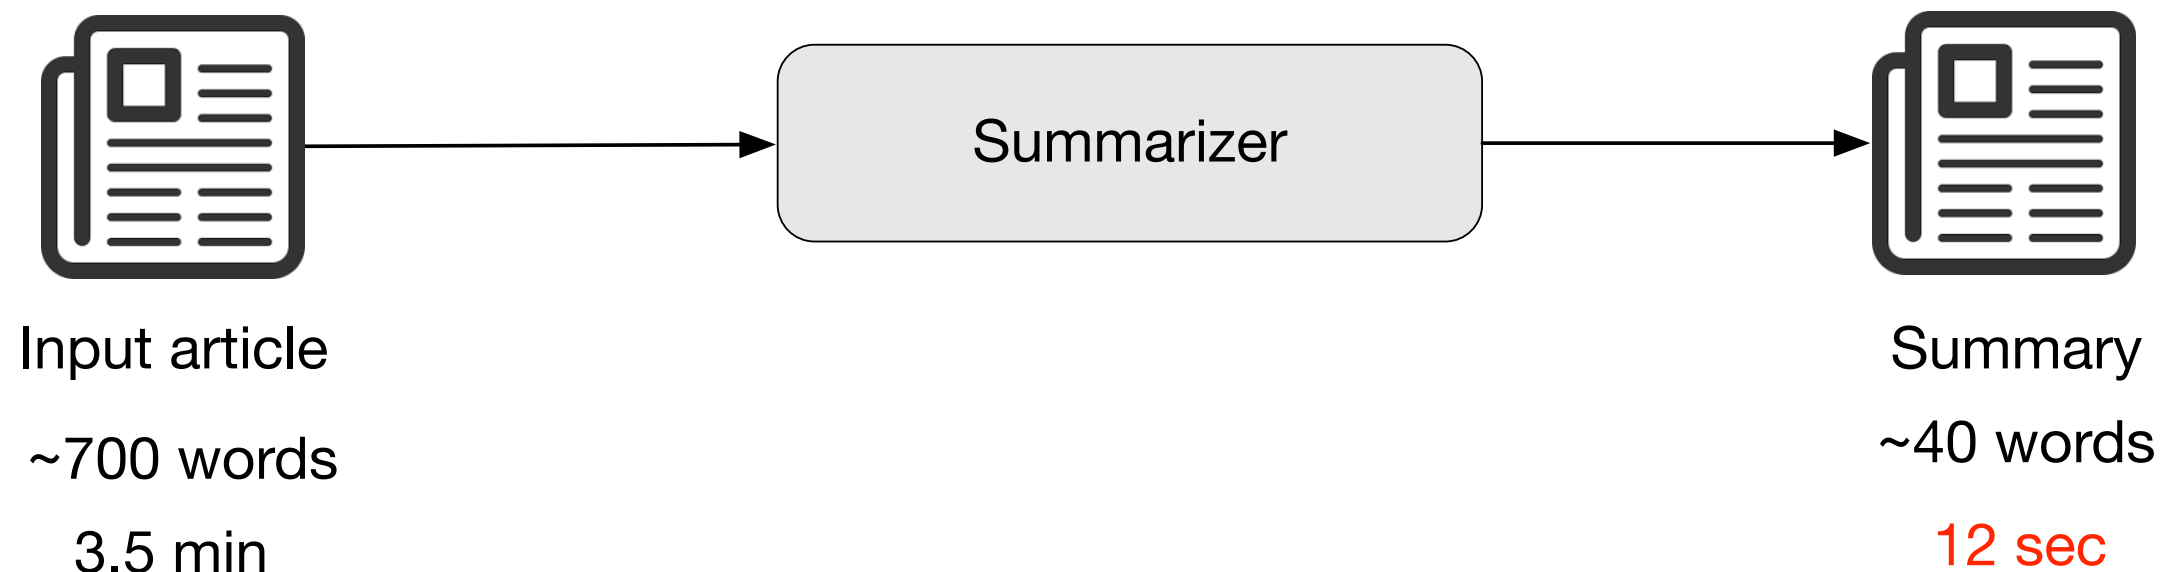 Summarizer
Input article
~700 words
3.5 min
Summary
~40 words
12 sec